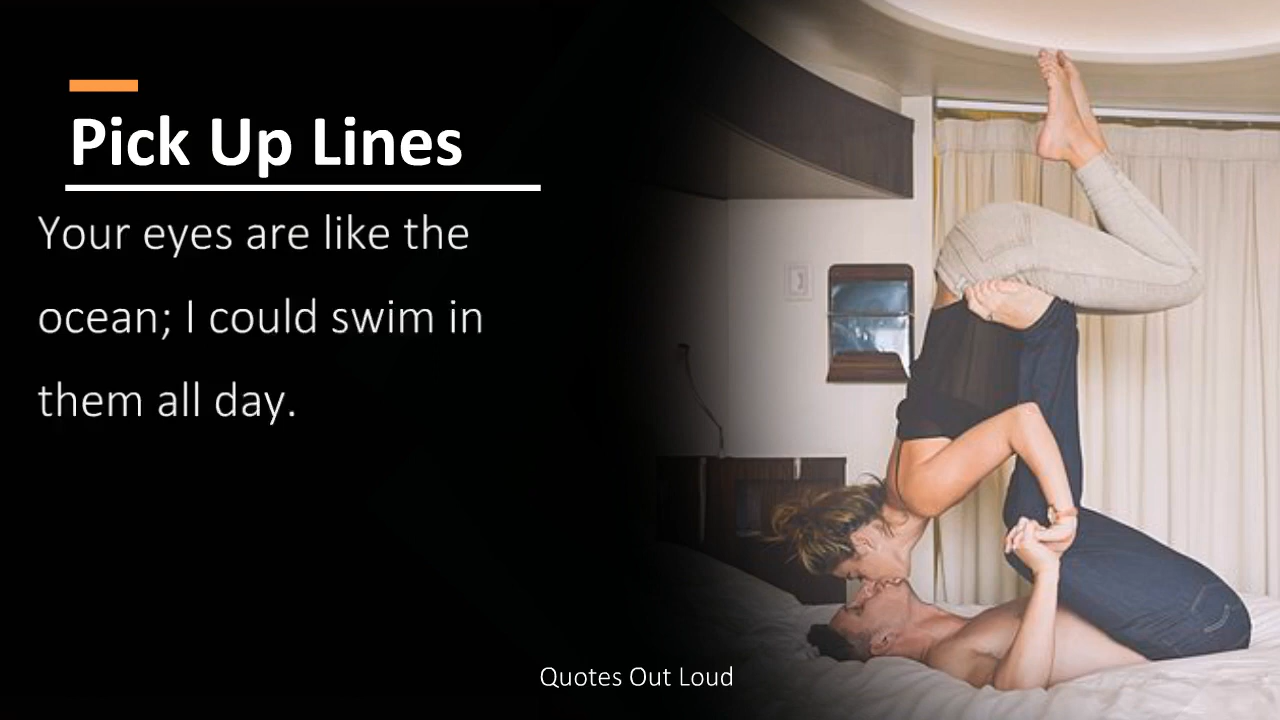 Pick Up Lines
Your eyes are like the
ocean; I could swim in
them all day.
Quotes Out Loud